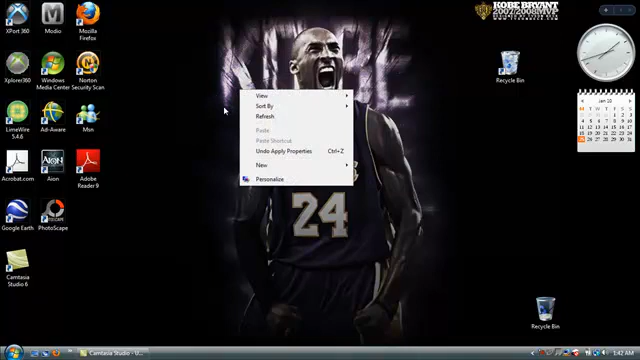 XPort 360
Modio
Mozilla Firefox
Xplorer360
Windows Media Center
Norton Security Scan
LimeWire 5.4.6
Ad-Aware
Msn
Acrobat.com
Aion
Adobe Reader 9
Google Earth
PhotoScape
Camtasia Studio 6
View
Sort By
Refresh
Paste
Paste Shortcut
Undo Apply Properties Ctrl+Z
New
Personalize
24
KOBE BRYANT
2007/2008 MVP
Recycle Bin
Jan 10
Recycle Bin
Camtasia Studio - U...
1:42 AM